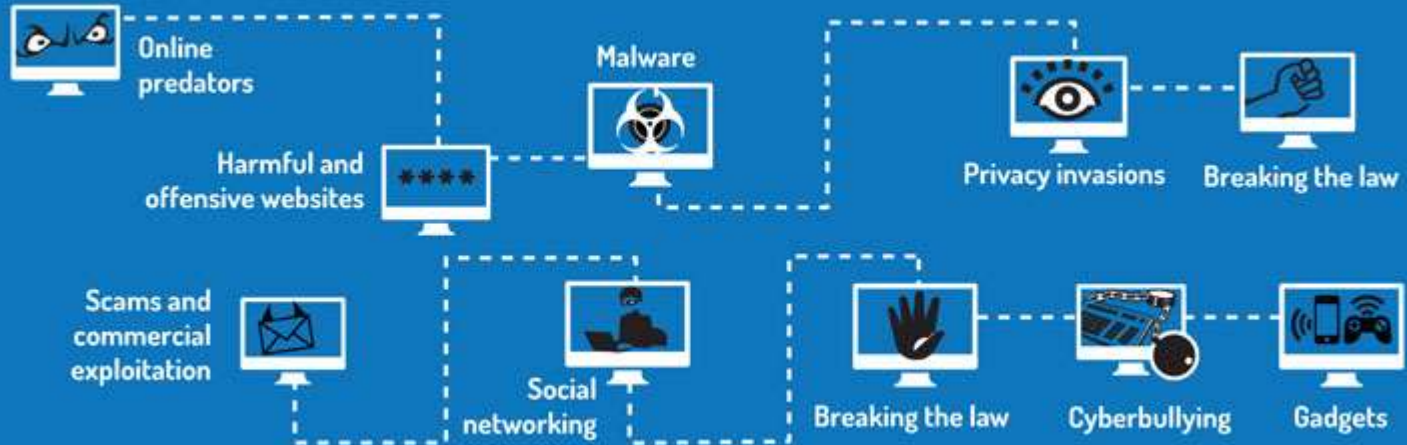 Online
predators
Malware
Harmful and
offensive websites
****
Privacy invasions
Breaking the law
Scams and
commercial
exploitation
Social
networking
Breaking the law
Cyberbullying
Gadgets